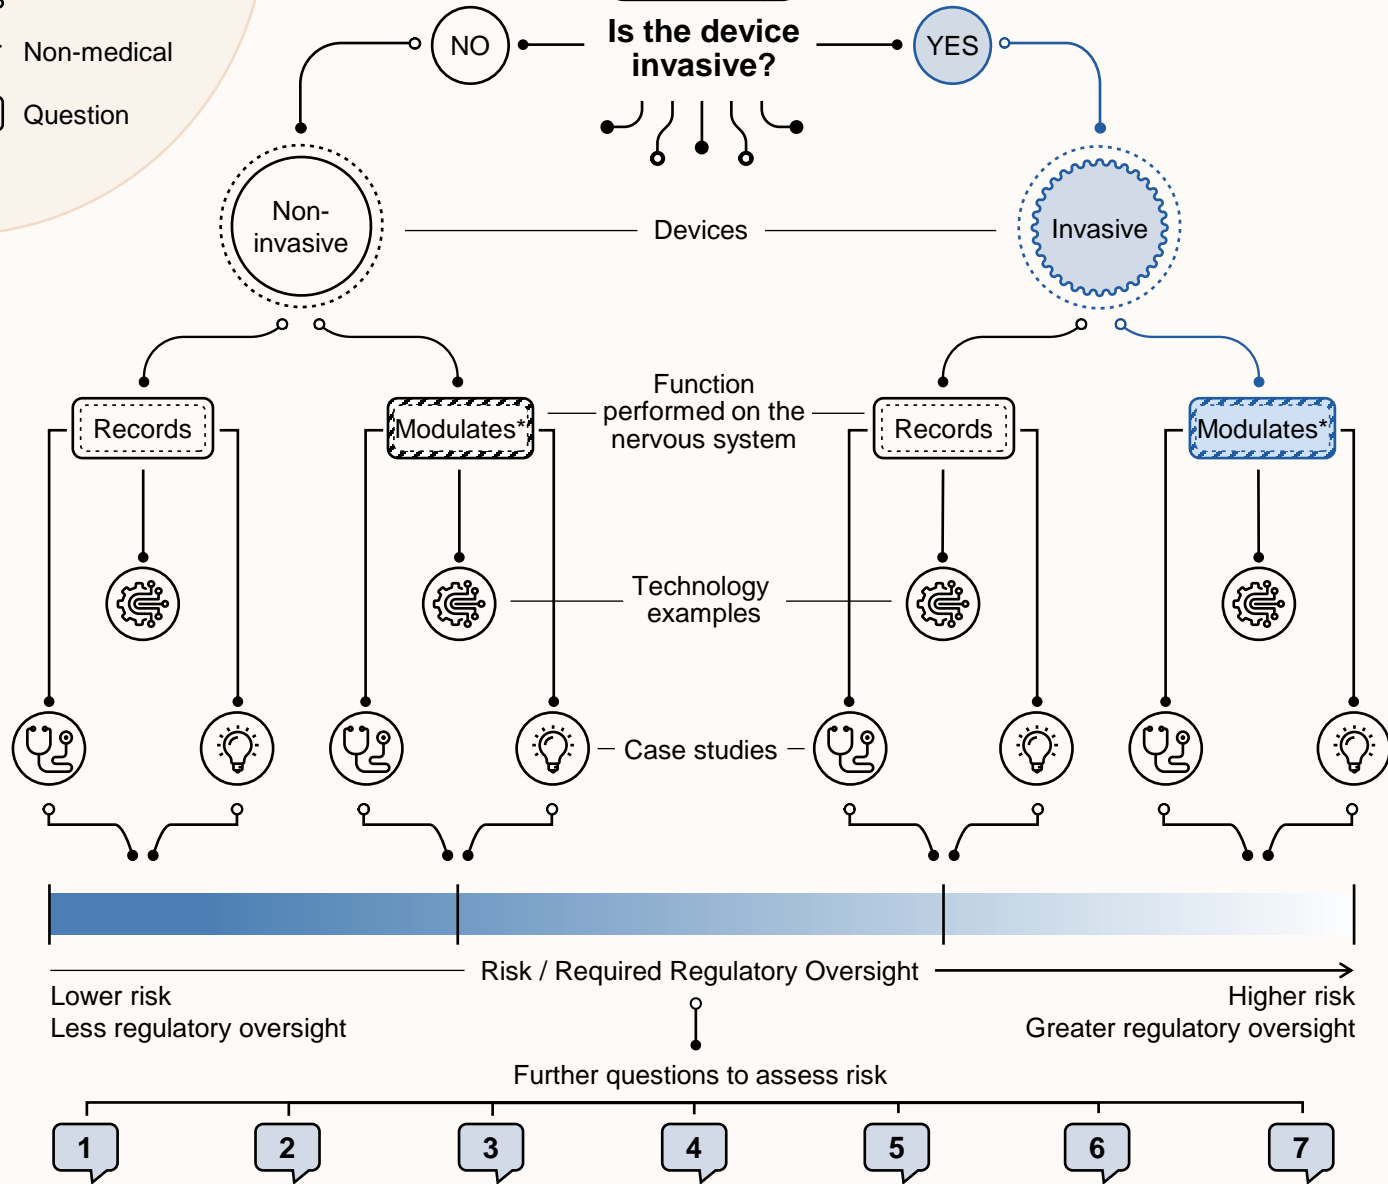 Non-medical
Question
NO
Is the device
invasive?
YES
Non-
invasive
Devices
Invasive
Records
Modulates*
Function
performed on the
nervous system
Records
Modulates*
Technology
examples
Case studies
Risk / Required Regulatory Oversight
Lower risk
Less regulatory oversight
Higher risk
Greater regulatory oversight
Further questions to assess risk
1
2
3
4
5
6
7